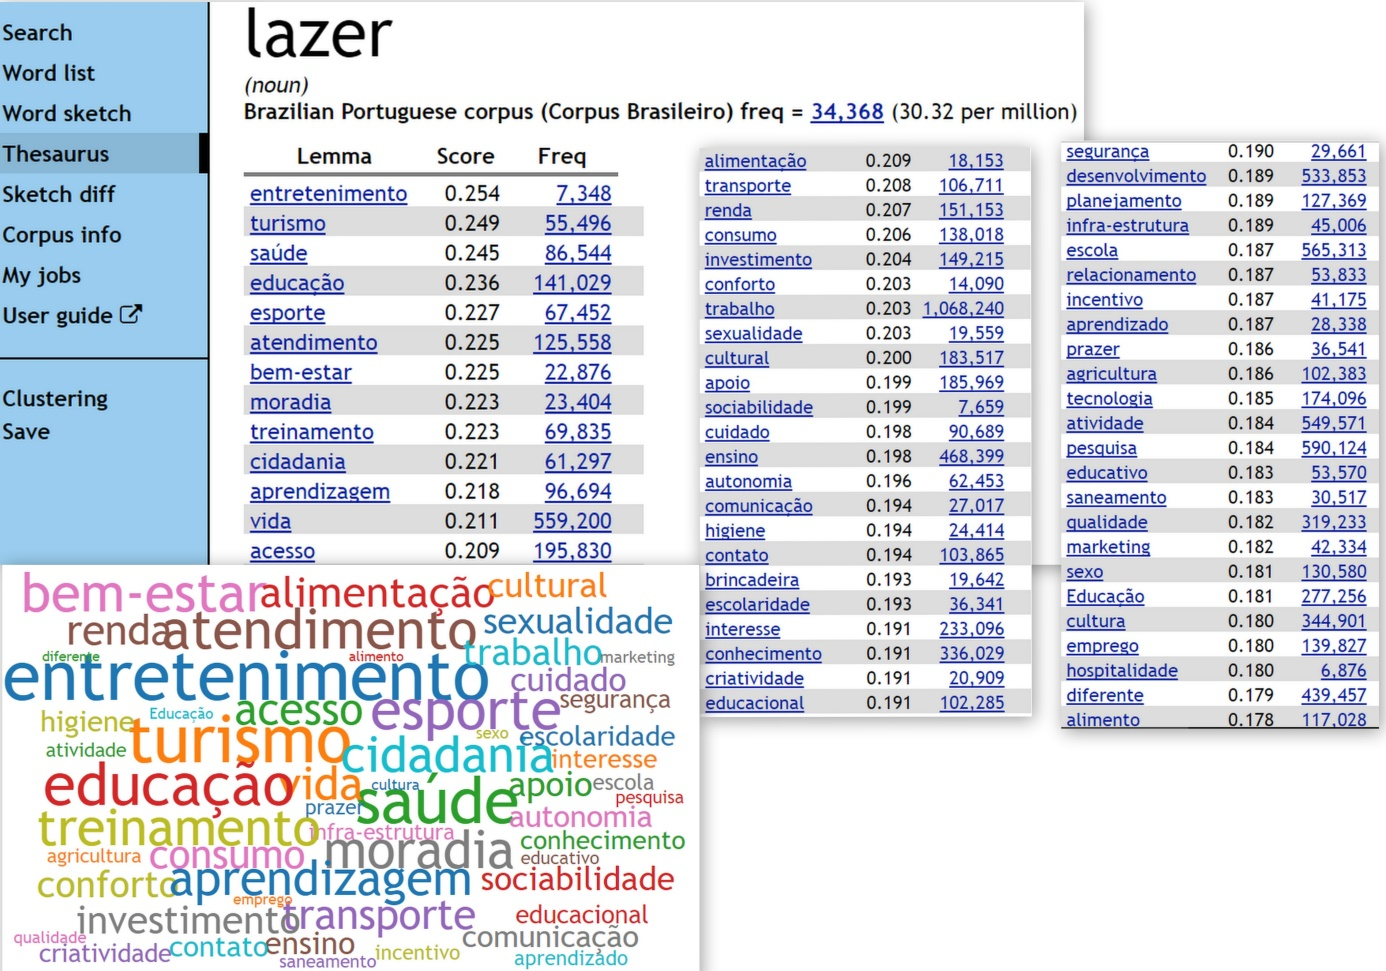 Search
Word list
Word sketch
Thesaurus
Sketch diff
Corpus info
My jobs
User guide
Clustering
Save
lazer
(noun)
Brazilian Portuguese corpus (Corpus Brasileiro) freq = 34,368 (30.32 per million)
Lemma Score Freq
entretenimento 0.254 7,348
turismo 0.249 55,496
saúde 0.245 86,544
educação 0.236 141,029
esporte 0.227 67,452
atendimento 0.225 125,558
bem-estar 0.225 22,876
moradia 0.223 23,404
treinamento 0.223 69,835
cidadania 0.221 61,297
aprendizagem 0.218 96,694
vida 0.211 559,200
acesso 0.209 195,830
alimentação 0.209 18,153
transporte 0.208 106,711
renda 0.207 151,153
consumo 0.206 138,018
investimento 0.204 149,215
conforto 0.203 14,090
trabalho 0.203 1,068,240
sexualidade 0.203 19,559
cultural 0.200 183,517
apoio 0.199 185,969
sociabilidade 0.199 7,659
cuidado 0.198 90,689
ensino 0.198 468,399
autonomia 0.196 62,453
comunicação 0.194 27,017
higiene 0.194 24,414
contato 0.194 103,865
brincadeira 0.193 19,642
escolaridade 0.193 36,341
interesse 0.191 233,096
conhecimento 0.191 336,029
criatividade 0.191 20,909
educacional 0.191 102,285
segurança 0.190 29,661
desenvolvimento 0.189 533,853
planejamento 0.189 127,369
infra-estrutura 0.189 45,006
escola 0.187 565,313
relacionamento 0.187 53,833
incentivo 0.187 41,175
aprendizado 0.187 28,338
prazer 0.186 36,541
agricultura 0.186 102,383
tecnologia 0.185 174,096
atividade 0.184 549,571
pesquisa 0.184 590,124
educativo 0.183 53,570
saneamento 0.183 30,517
qualidade 0.182 319,233
marketing 0.182 42,334
sexo 0.181 130,580
Educação 0.181 277,256
cultura 0.180 344,901
emprego 0.180 139,827
hospitalidade 0.180 6,876
diferente 0.179 439,457
alimento 0.178 117,028
bem-estar alimentação cultural
renda atendimento sexualidade
diferente alimento trabalho marketing
entretenimento cuidado
higiene Educação acesso esporte segurança
atividade turismo cidadania sexo escolaridade
interesse
educação vida cultura saúde apoio escola
prazer pesquisa
treinamento infra-estrutura autonomia
agricultura consumo moradia conhecimento
educativo
conforto aprendizagem sociabilidade
emprego
investimento transporte educacional
qualidade comunicação
criatividade contato ensino incentivo
saneamento aprendizado